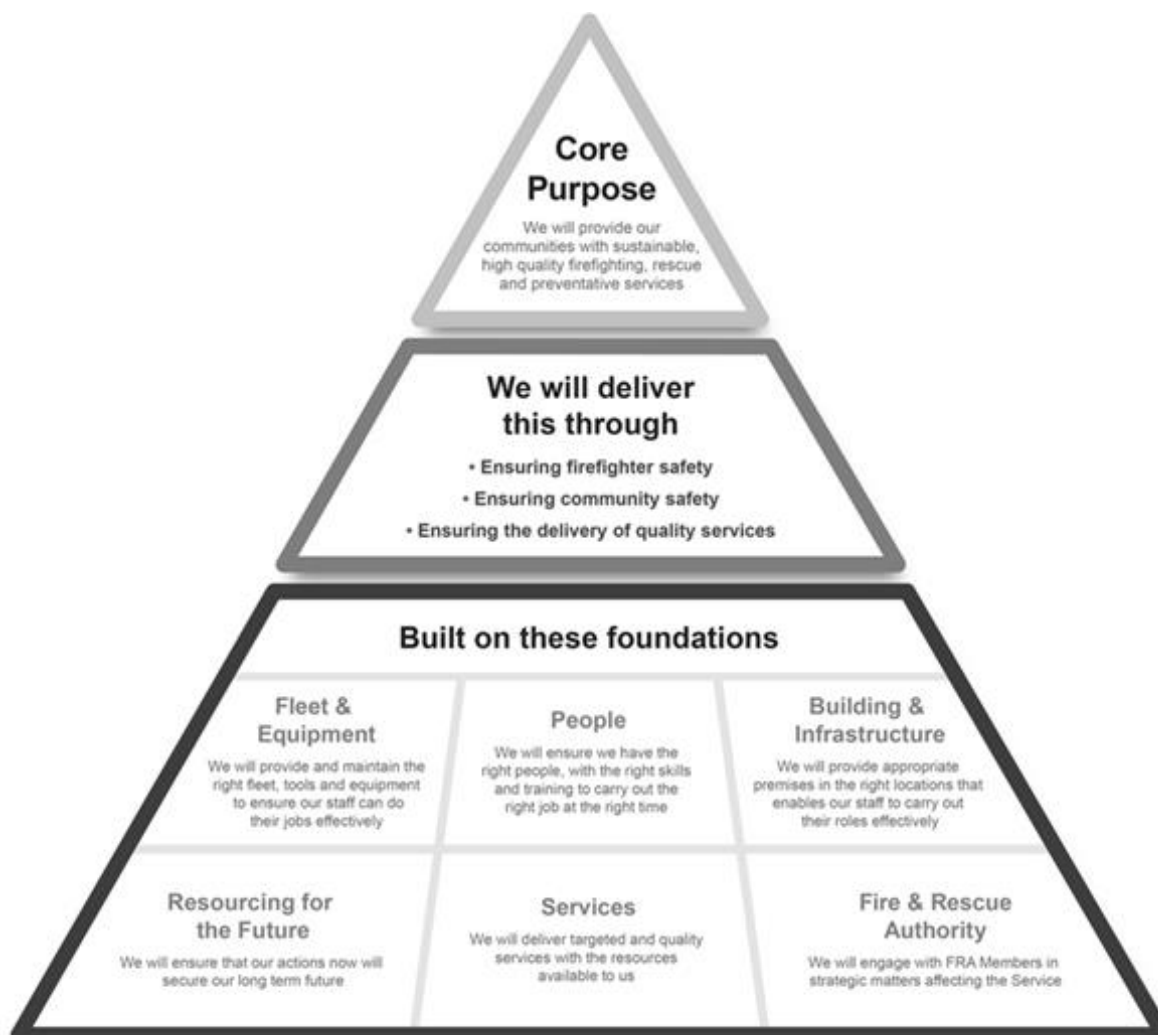 Core
Purpose
We will provide our
communities with sustainable,
high quality firefighting, rescue
and preventative services
We will deliver
this through
• Ensuring firefighter safety
• Ensuring community safety
• Ensuring the delivery of quality services
Built on these foundations
Fleet &
Equipment
We will provide and maintain the
right fleet, tools and equipment
to ensure our staff can do
their jobs effectively
People
We will ensure we have the
right people, with the right skills
and training to carry out the
right job at the right time
Building &
Infrastructure
We will provide appropriate
premises in the right locations that
enables our staff to carry out
their roles effectively
Resourcing for
the Future
We will ensure that our actions now will
secure our long term future
Services
We will deliver targeted and quality
services with the resources
available to us
Fire & Rescue
Authority
We will engage with FRA Members in
strategic matters affecting the Service